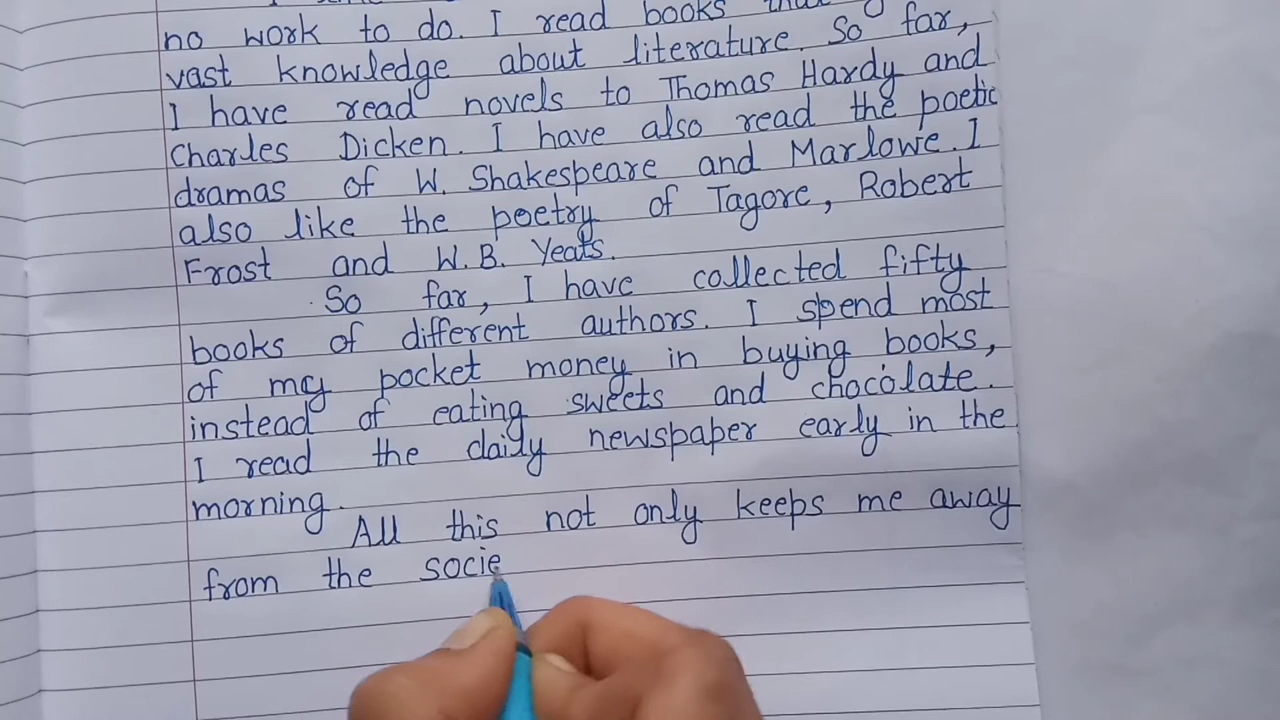 no work to do. I read books
vast knowledge about literature. So far,
I have read novels to Thomas Hardy and
Charles Dicken. I have also read the poetic
dramas of W. Shakespeare and Marlowe. I
also like the poetry of Tagore, Robert
Frost and W.B. Yeats.
So far, I have collected fifty
books of different authors. I spend most
of my pocket money in buying books,
instead of eating sweets and chocolate.
I read the daily newspaper early in the
morning.
All this not only keeps me away
from the socie